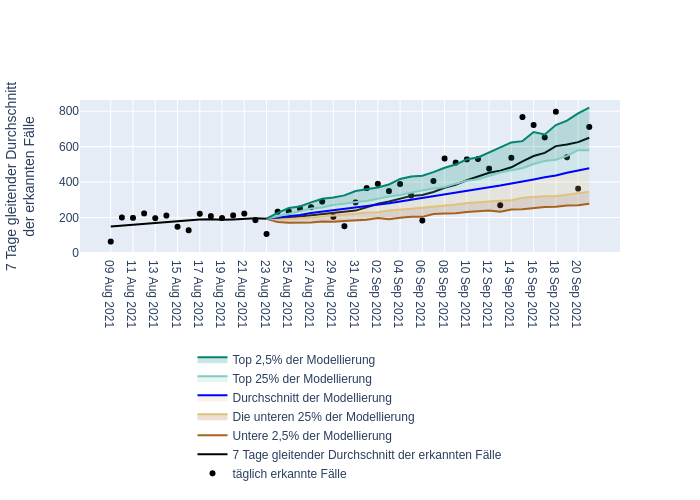 7 Tage gleitender Durchschnitt
der erkannten Fälle
800
600
400
200
0
09 Aug 2021
11 Aug 2021
13 Aug 2021
15 Aug 2021
17 Aug 2021
19 Aug 2021
21 Aug 2021
23 Aug 2021
25 Aug 2021
27 Aug 2021
29 Aug 2021
31 Aug 2021
02 Sep 2021
04 Sep 2021
06 Sep 2021
08 Sep 2021
10 Sep 2021
12 Sep 2021
14 Sep 2021
16 Sep 2021
18 Sep 2021
20 Sep 2021
Top 2,5% der Modellierung
Top 25% der Modellierung
Durchschnitt der Modellierung
Die unteren 25% der Modellierung
Untere 2,5% der Modellierung
7 Tage gleitender Durchschnitt der erkannten Fälle
täglich erkannte Fälle